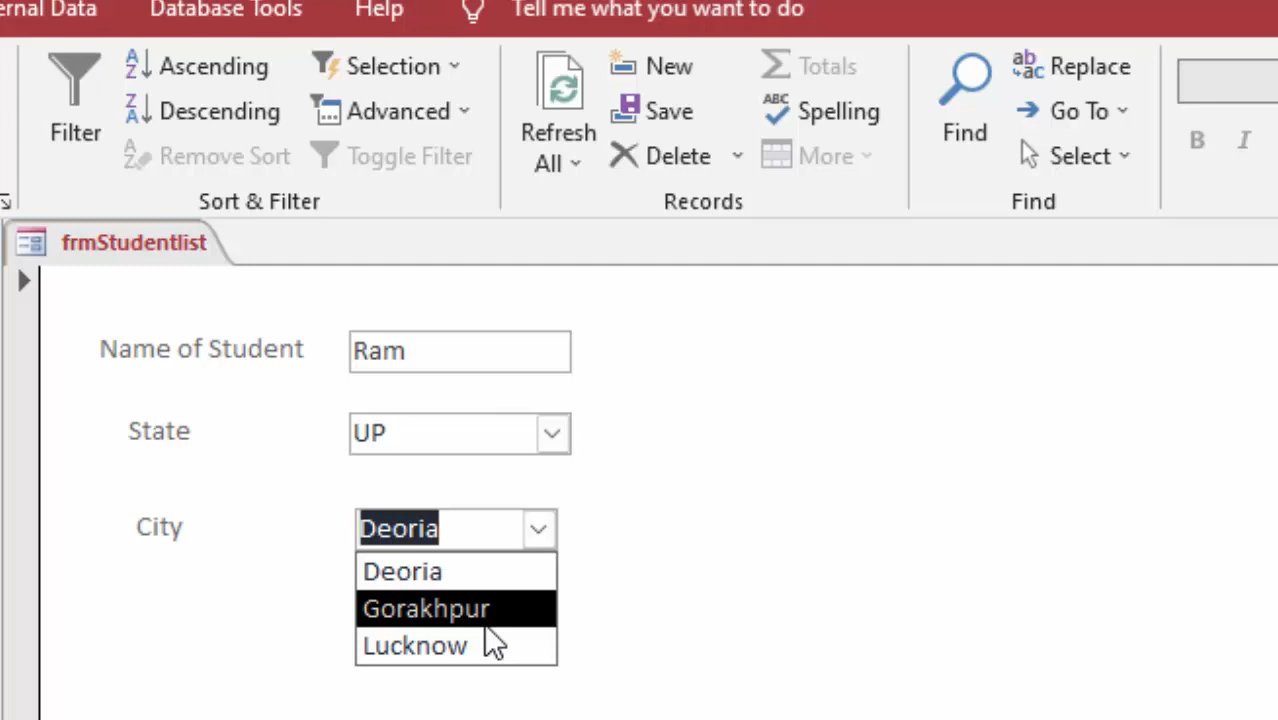 ernal Data Database Tools Help Tell me what you want to do
Ascending Selection New Totals Replace
Filter Descending Advanced Refresh All Save Spelling Find Go To
Remove Sort Toggle Filter Delete More Select
Sort & Filter Records Find
B I
frmStudentlist
Name of Student Ram
State UP
City Deoria
Deoria
Gorakhpur
Lucknow